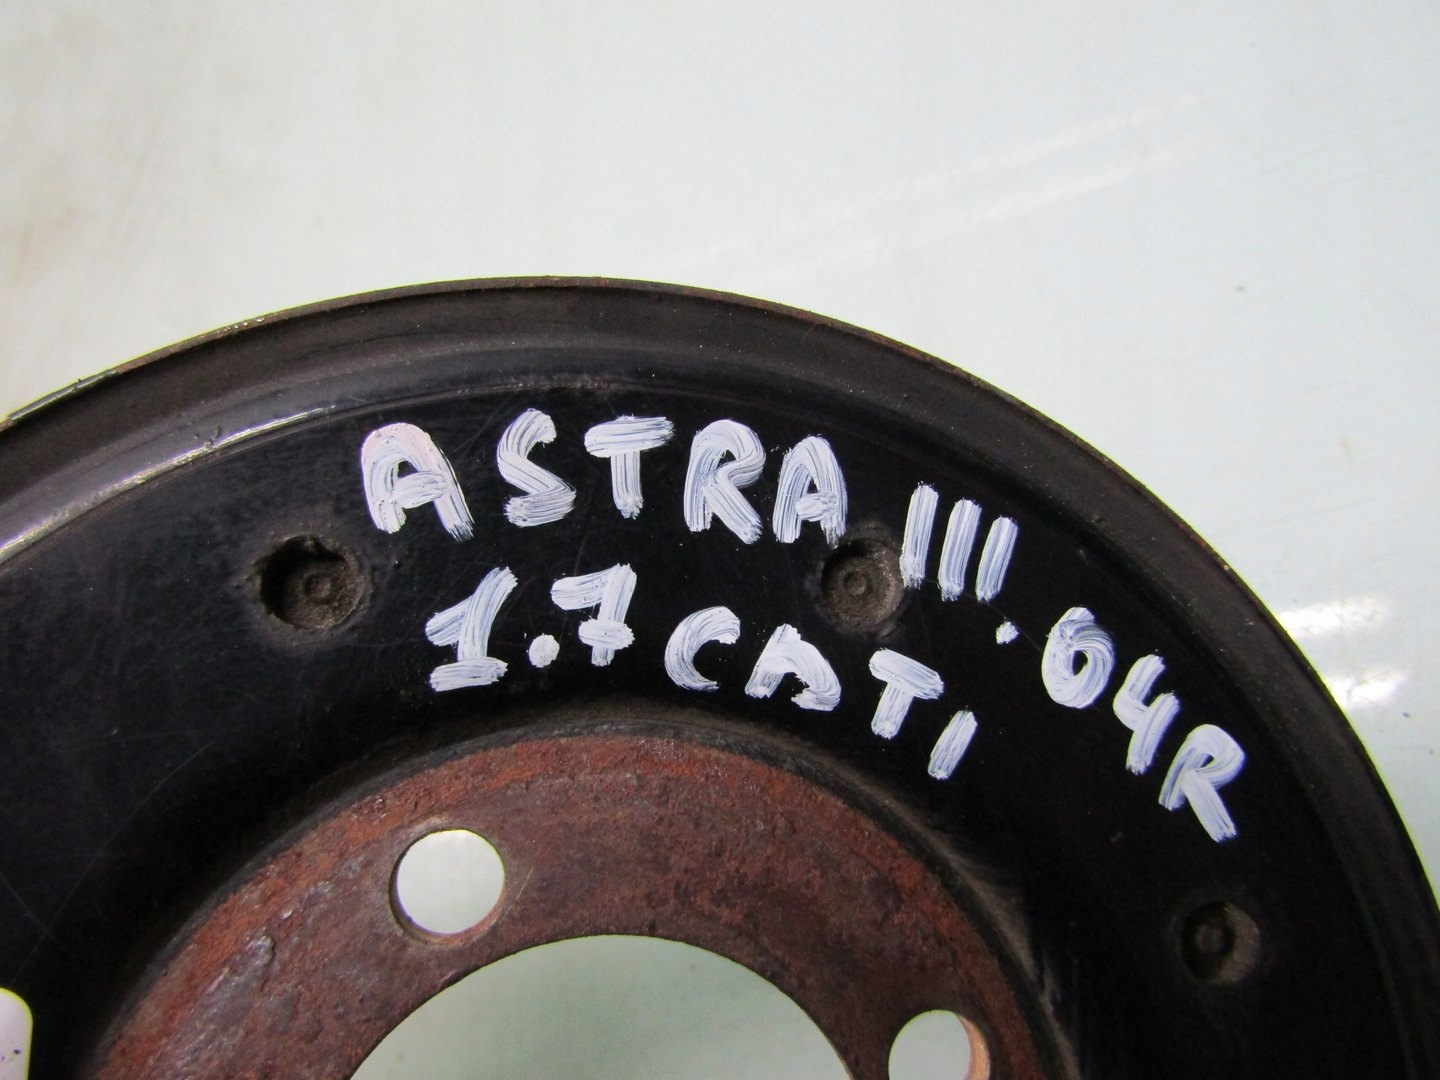 ASTRA III. 04R
1.7 CDTI